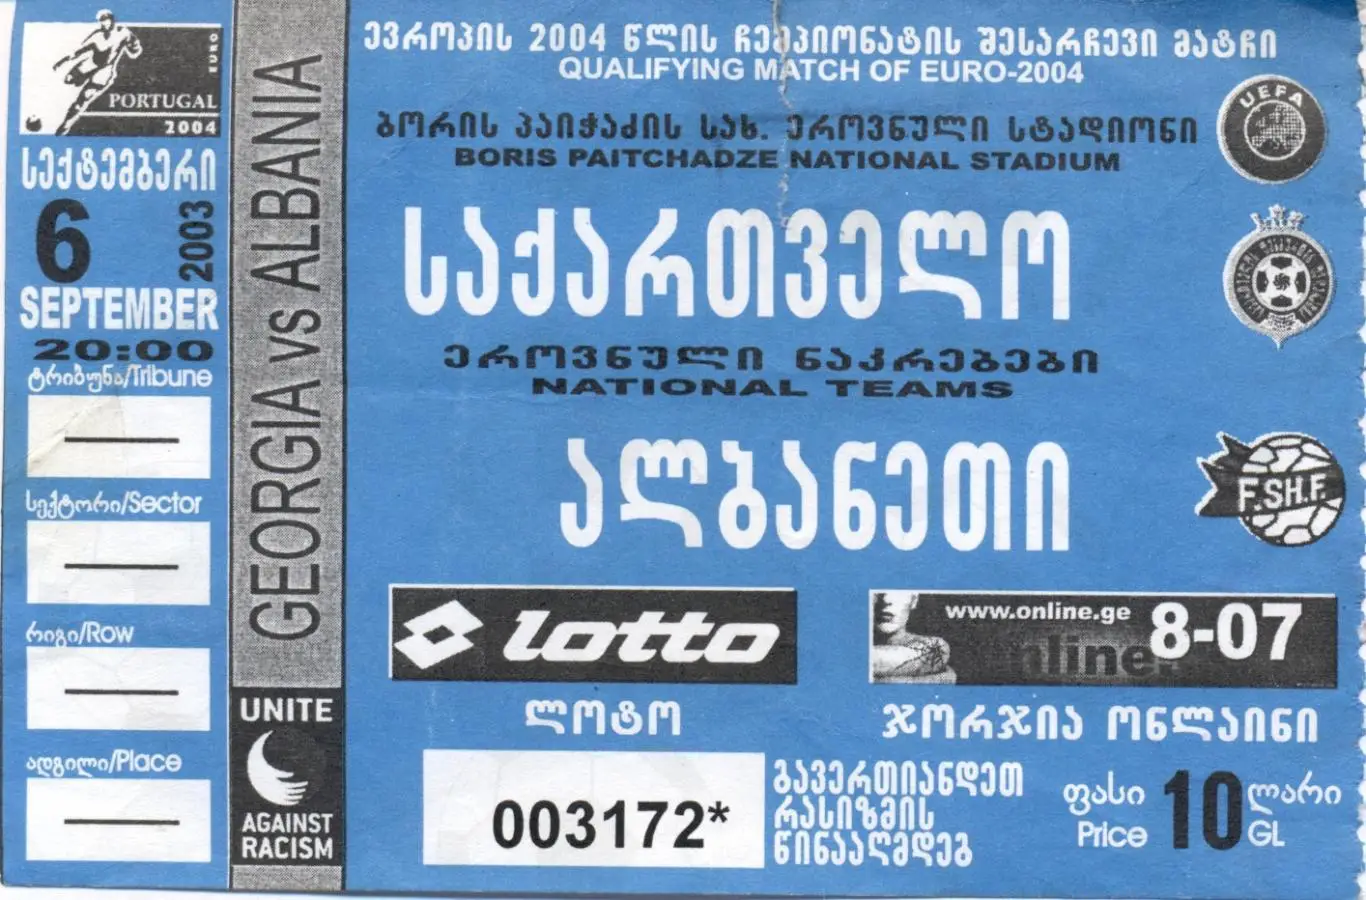 EURO
PORTUGAL
2004
სექტემბერი
6
2003
SEPTEMBER
20:00
ტრიბუნა/Tribune
სექტორი/Sector
რიგი/Row
ადგილი/Place
GEORGIA vs ALBANIA
UNITE
AGAINST
RACISM
ევროპის 2004 წლის ჩემპიონატის შესარჩევი მატჩი
QUALIFYING MATCH OF EURO-2004
ბორის პაიჭაძის სახ. ეროვნული სტადიონი
BORIS PAITCHADZE NATIONAL STADIUM
საქართველო
ეროვნული ნაკრებები
NATIONAL TEAMS
ალბანეთი
UEFA
F.SH.F.
lotto
ლოტო
www.online.ge
8-07
online.
ჯორჯია ონლაინი
003172*
გავერთიანდეთ
რასიზმის
წინააღმდეგ
ფასი 10 ლარი
Price GL